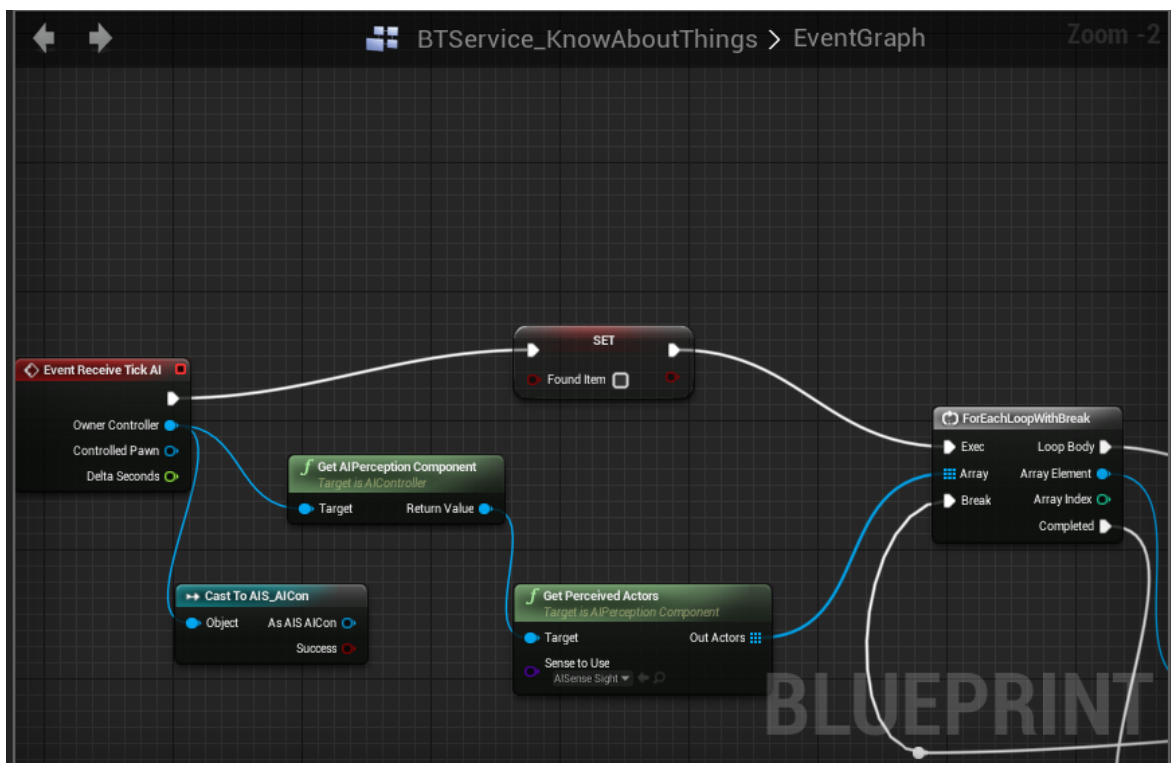 BTService_KnowAboutThings > EventGraph
Zoom -2
SET
Found Item
Event Receive Tick AI
Owner Controller
Controlled Pawn
Delta Seconds
Get AIPerception Component
Target is AIController
Target Return Value
ForEachLoopWithBreak
Exec Loop Body
Array Array Element
Break Array Index
Completed
Cast To AIS_AICon
Object As AIS AICon
Success
Get Perceived Actors
Target is AIPerception Component
Target Out Actors
Sense to Use
AISense Sight
BLUEPRINT